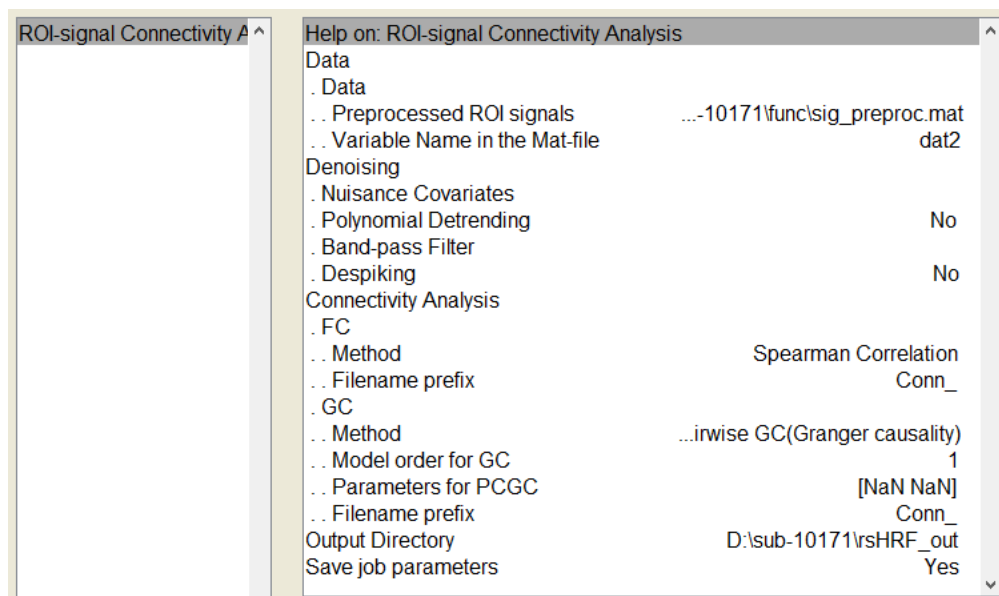 ROI-signal Connectivity A
Help on: ROI-signal Connectivity Analysis
Data
. Data
. . Preprocessed ROI signals ...-10171\func\sig_preproc.mat
. . Variable Name in the Mat-file dat2
Denoising
. Nuisance Covariates
. Polynomial Detrending No
. Band-pass Filter
. Despiking No
Connectivity Analysis
. FC
. . Method Spearman Correlation
. . Filename prefix Conn_
. GC
. . Method ...irwise GC(Granger causality)
. . Model order for GC 1
. . Parameters for PCGC [NaN NaN]
. . Filename prefix Conn_
Output Directory D:\sub-10171\rsHRF_out
Save job parameters Yes